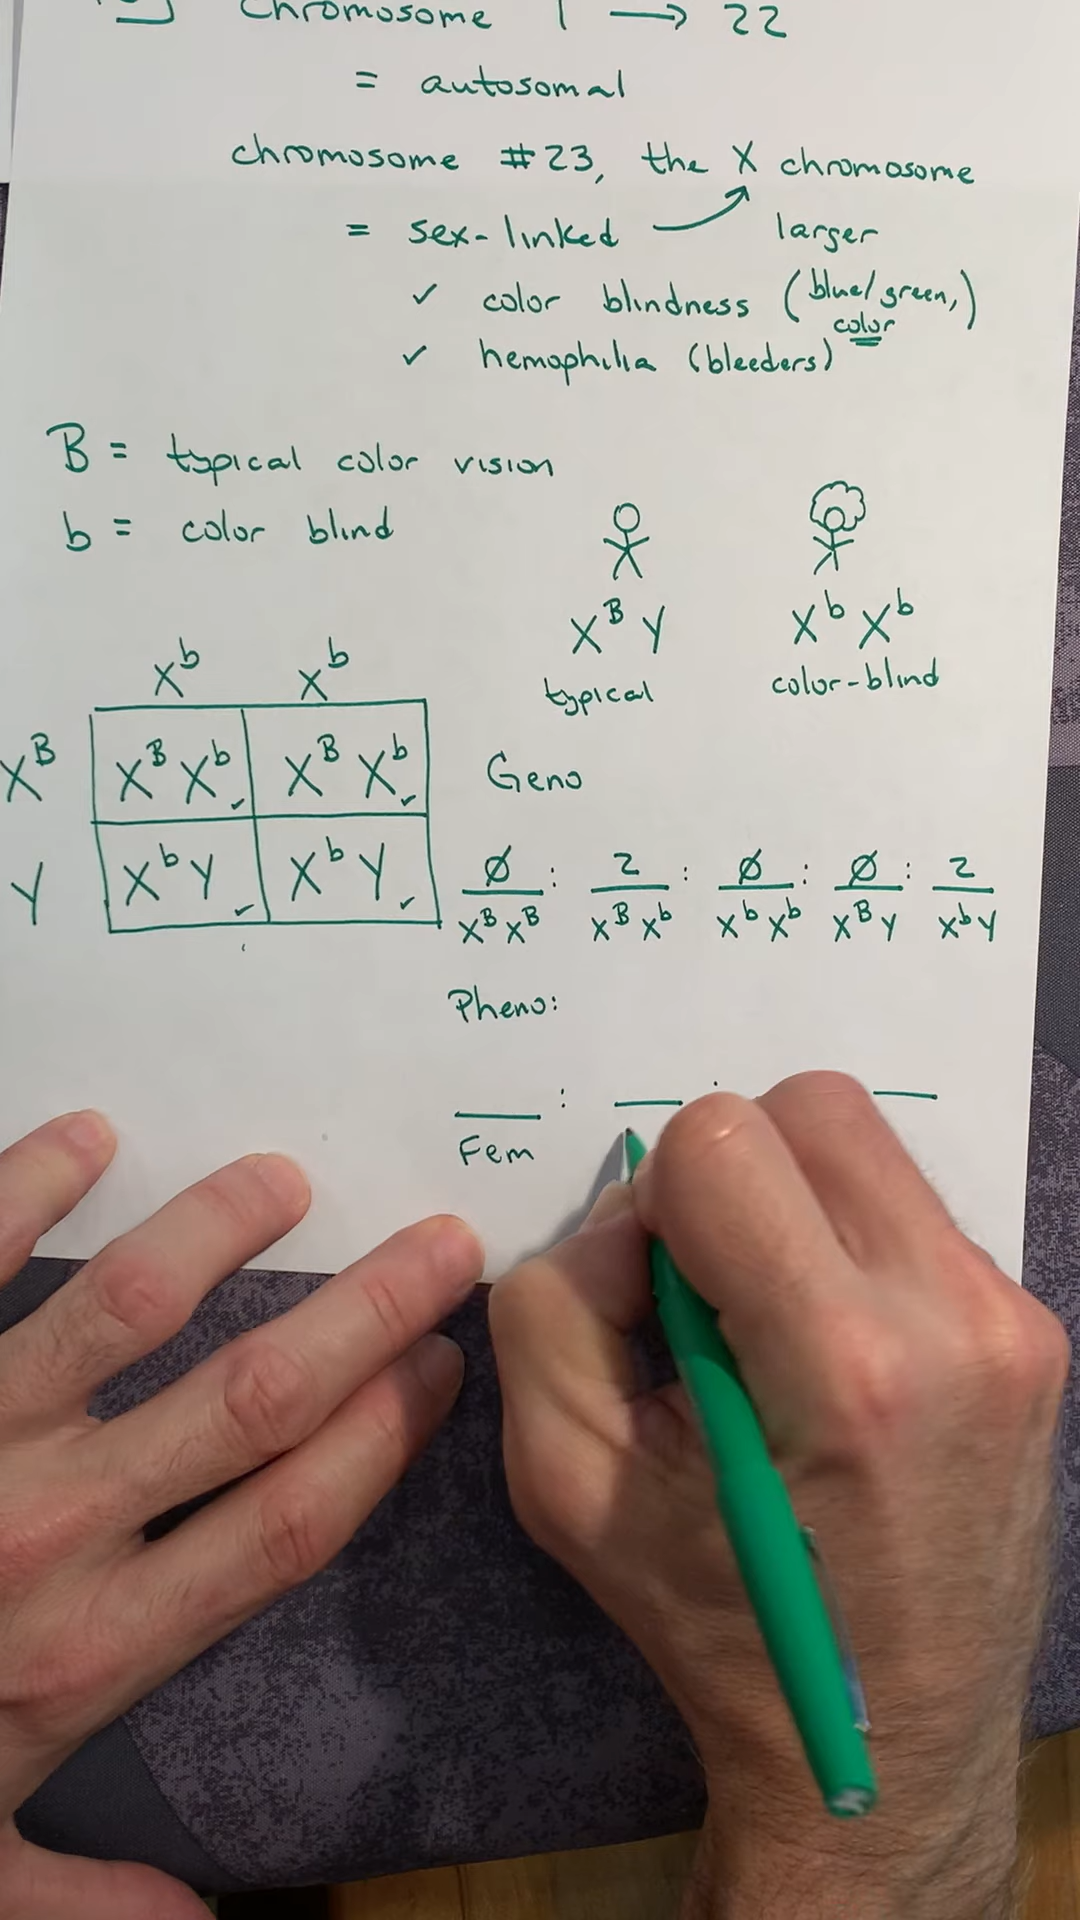 Chromosome 1 → 22
= autosomal
chromosome #23, the X chromosome
= sex-linked larger
✓ color blindness (blue/green, color)
✓ hemophilia (bleeders)
B = typical color vision
b = color blind
X^B Y X^b X^b
typical color-blind
X^b X^b
X^B X^B X^b X^B X^b
Y X^b Y X^b Y
Geno
Ø : 2 : Ø : Ø : 2
X^B X^B X^B X^b X^b X^b X^B Y X^b Y
Pheno:
Fem